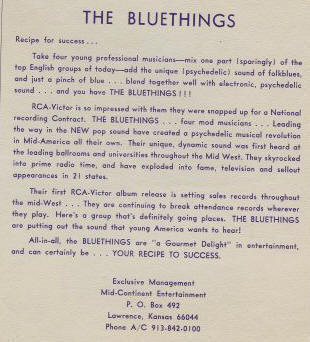 THE BLUETHINGS
Recipe for success...
Take four young professional musicians—mix one part (sparingly) of the
top English groups of today—add the unique (psychedelic) sound of folkblues,
and just a pinch of blue . . . blend together well with electronic, psychedelic
sound . . . and you have THE BLUETHINGS!!!
RCA-Victor is so impressed with them they were snapped up for a National
recording Contract. THE BLUETHINGS . . . four mod musicians . . . Leading
the way in the NEW pop sound have created a psychedelic musical revolution
in Mid-America all their own. Their unique, dynamic sound was first heard at
the leading ballrooms and universities throughout the Mid West. They skyrocked
into prime radio time, and have exploded into fame, television and sellout
appearances in 21 states.
Their first RCA-Victor album release is setting sales records throughout
the mid-West . . . They are continuing to break attendance records wherever
they play. Here's a group that's definitely going places. THE BLUETHINGS
are putting out the sound that young America wants to hear!
All-in-all, the BLUETHINGS are "a Gourmet Delight" in entertainment,
and can certainly be . . . YOUR RECIPE TO SUCCESS.
Exclusive Management
Mid-Continent Entertainment
P. O. Box 492
Lawrence, Kansas 66044
Phone A/C 913-842-0100